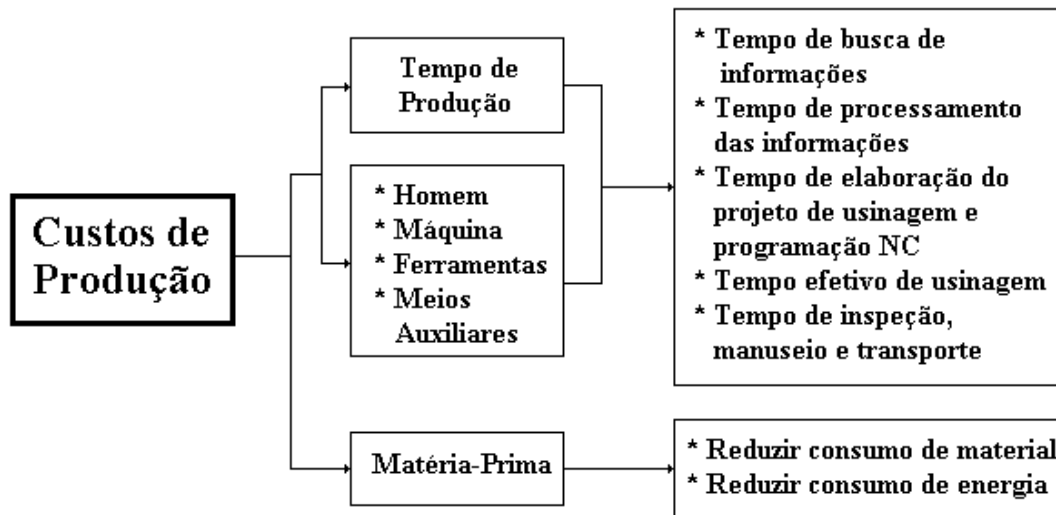 Custos de
Produção
Tempo de
Produção
* Homem
* Máquina
* Ferramentas
* Meios
Auxiliares
Matéria-Prima
* Tempo de busca de
informações
* Tempo de processamento
das informações
* Tempo de elaboração do
projeto de usinagem e
programação NC
* Tempo efetivo de usinagem
* Tempo de inspeção,
manuseio e transporte
* Reduzir consumo de material
* Reduzir consumo de energia